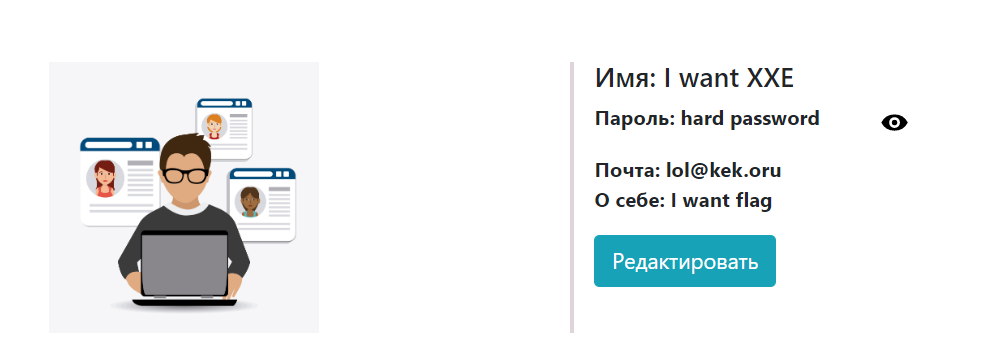 Имя: I want XXE
Пароль: hard password
Почта: lol@kek.oru
О себе: I want flag
Редактировать